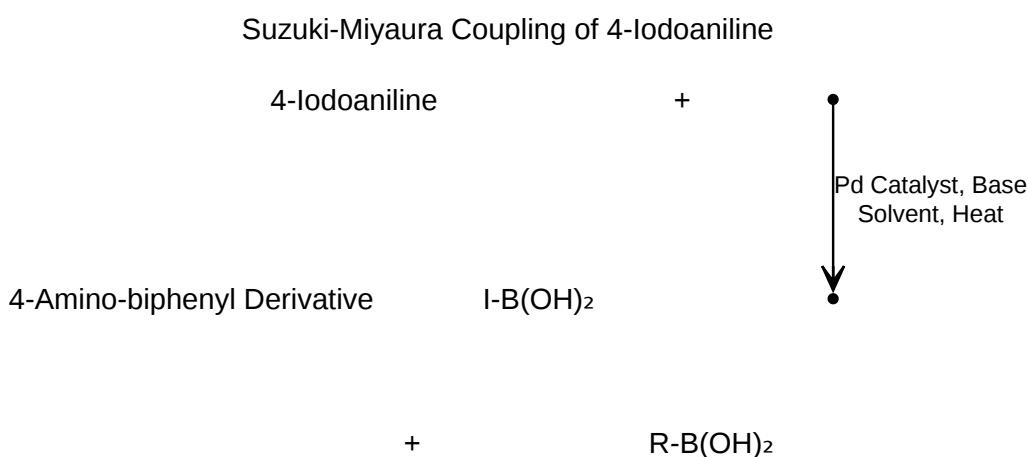 Suzuki-Miyaura Coupling of 4-Iodoaniline
4-Iodoaniline +
Pd Catalyst, Base
Solvent, Heat
4-Amino-biphenyl Derivative I-B(OH)₂
+ R-B(OH)₂